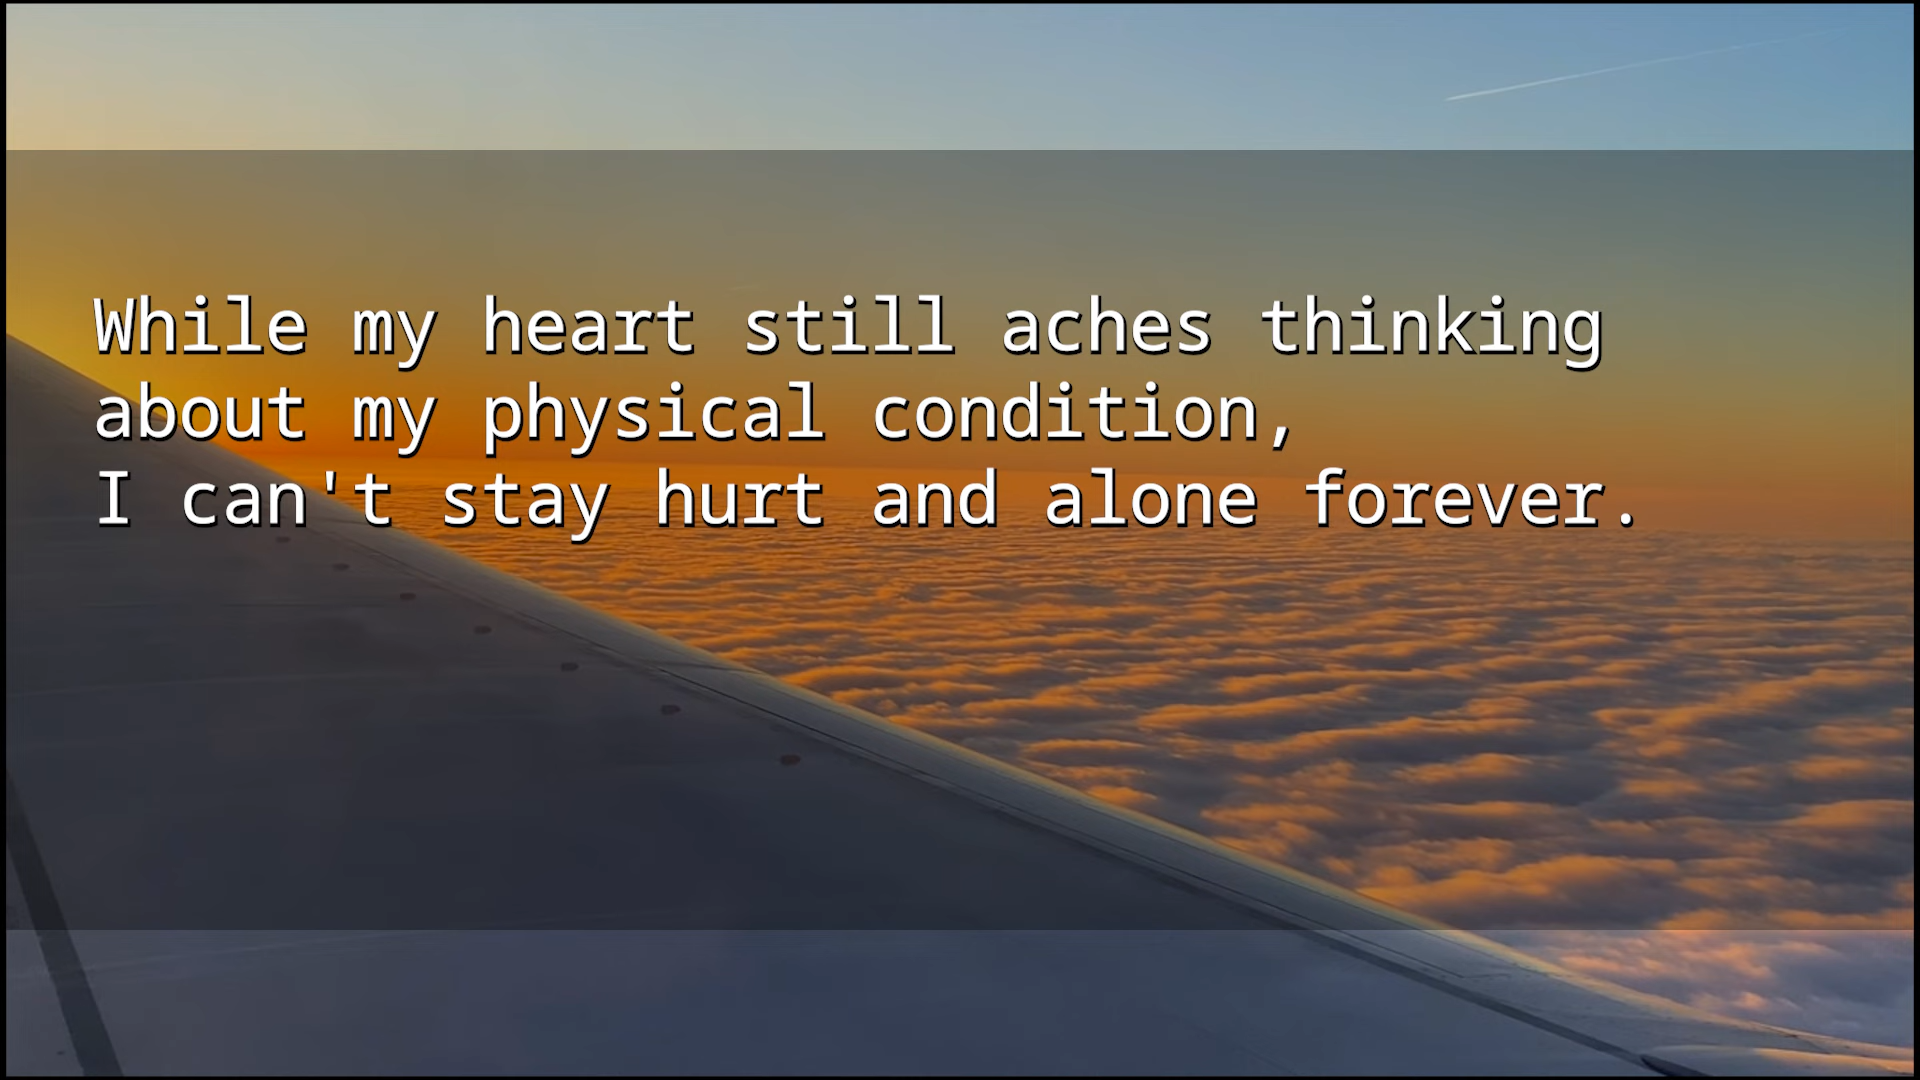 While my heart still aches thinking
about my physical condition,
I can't stay hurt and alone forever.